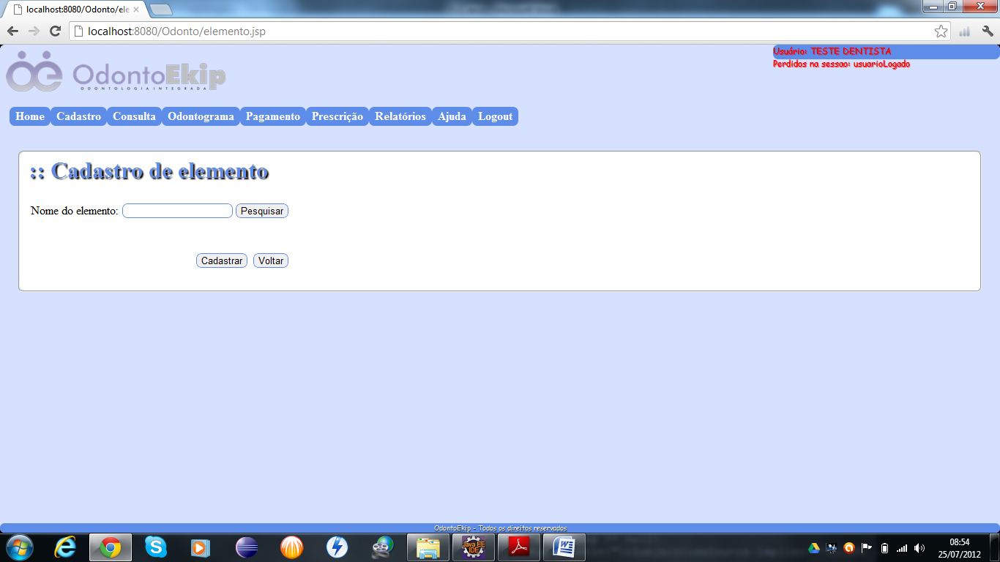 localhost:8080/Odonto/ele
localhost:8080/Odonto/elemento.jsp
Usuário: TESTE DENTISTA
Perdidos na sessao: usuarioLogado
OdontoEkip
ODONTOLOGIAINTEGRADA
Home Cadastro Consulta Odontograma Pagamento Prescrição Relatórios Ajuda Logout
:: Cadastro de elemento
Nome do elemento: Pesquisar
Cadastrar Voltar
OdontoEkip - Todos os direitos reservados
Java EE
IDE
08:54
25/07/2012